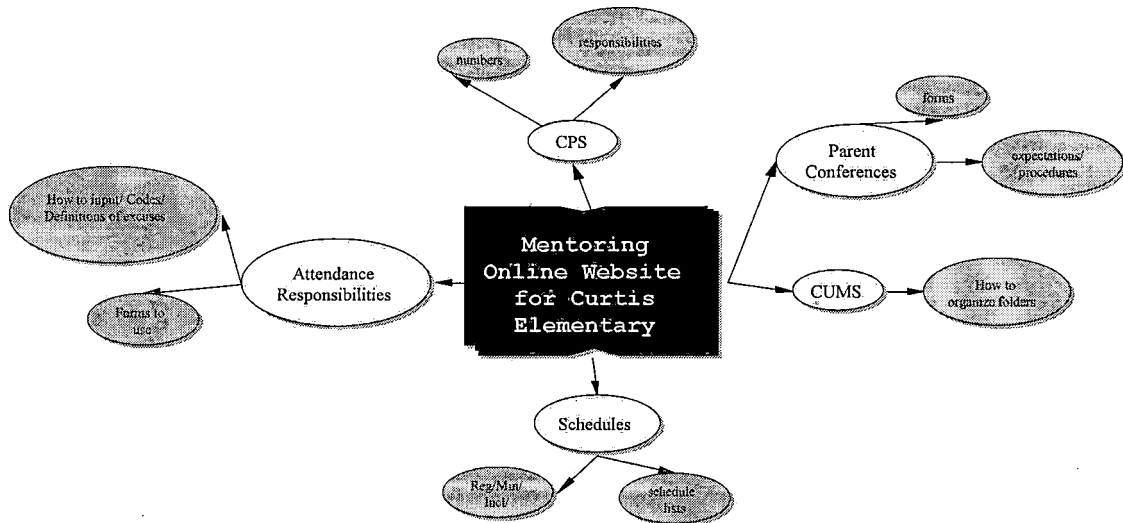 responsibilities
numbers
CPS
forms
Parent
Conferences
expectations/
procedures
How to input/ Codes/
Definitions of excuses
Attendance
Responsibilities
Forms to
use
Mentoring
Online Website
for Curtis
Elementary
CUMS
How to
organize folders
Schedules
Reg/Min/
Incl/
schedule
lists